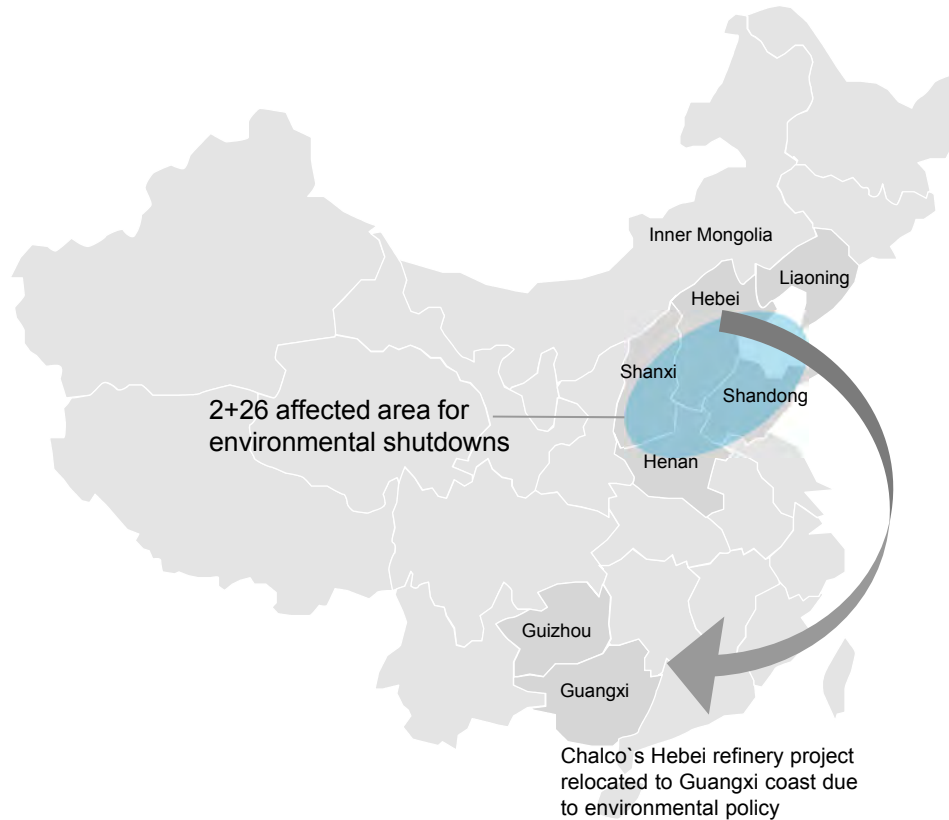 Inner Mongolia
Liaoning
Hebei
Shanxi
Shandong
2+26 affected area for
environmental shutdowns
Henan
Guizhou
Guangxi
Chalco`s Hebei refinery project
relocated to Guangxi coast due
to environmental policy